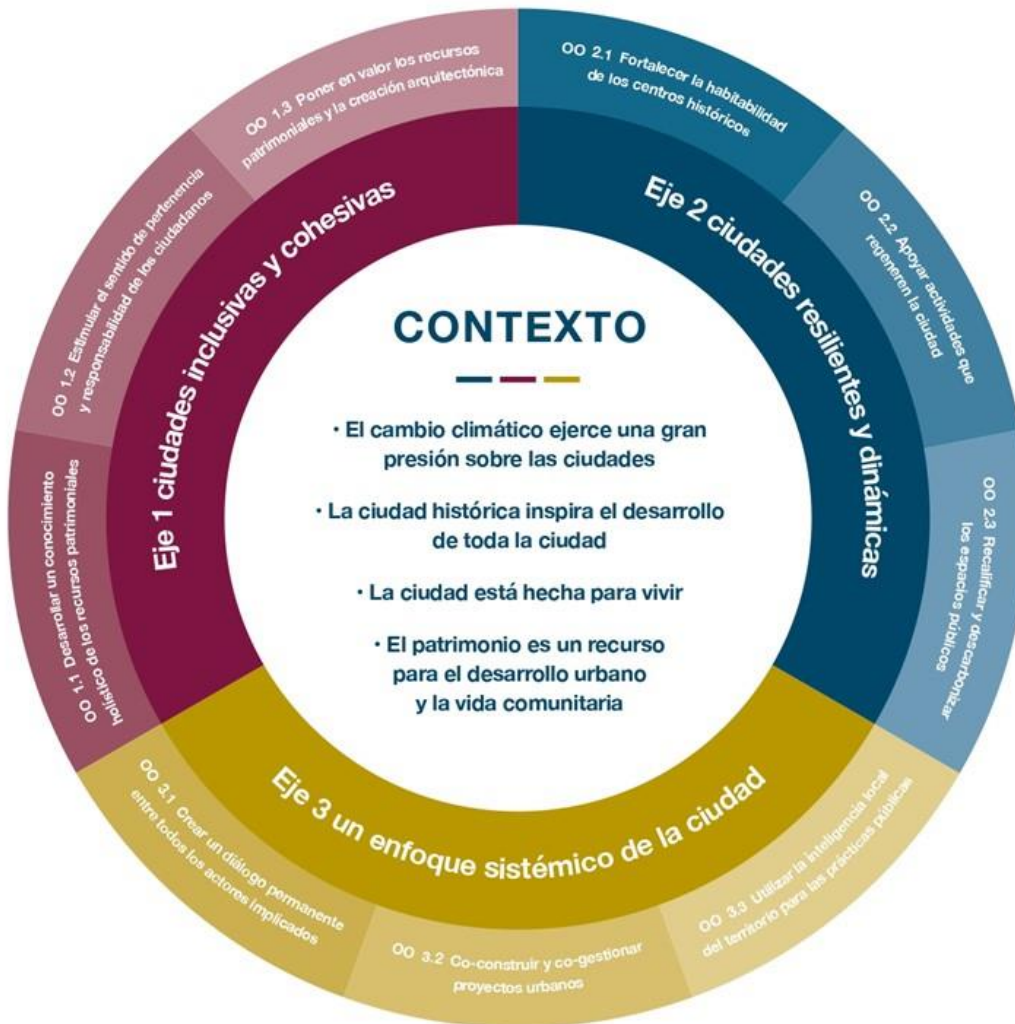 CONTEXTO
· El cambio climático ejerce una gran
presión sobre las ciudades
· La ciudad histórica inspira el desarrollo
de toda la ciudad
· La ciudad está hecha para vivir
· El patrimonio es un recurso
para el desarrollo urbano
y la vida comunitaria
Eje 1 ciudades inclusivas y cohesivas
OO 1.1 Desarrollar un conocimiento
holístico de los recursos patrimoniales
OO 1.2 Estimular el sentido de pertenencia
y responsabilidad de los ciudadanos
OO 1.3 Poner en valor los recursos
patrimoniales y la creación arquitectónica
Eje 2 ciudades resilientes y dinámicas
OO 2.1 Fortalecer la habitabilidad
de los centros históricos
OO 2.2 Apoyar actividades que
regeneren la ciudad
OO 2.3 Recalificar y descarbonizar
los espacios públicos
Eje 3 un enfoque sistémico de la ciudad
OO 3.1 Crear un diálogo permanente
entre todos los actores implicados
OO 3.2 Co-construir y co-gestionar
proyectos urbanos
OO 3.3 Utilizar la inteligencia local
del territorio para las prácticas públicas